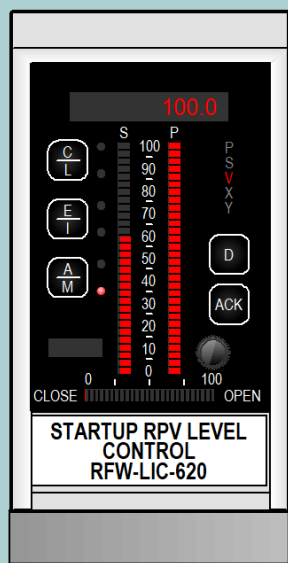 100.0
S P
C
L
E
I
A
M
100
90
80
70
60
50
40
30
20
10
0
P
S
V
X
Y
D
ACK
0 100
CLOSE OPEN
STARTUP RPV LEVEL
CONTROL
RFW-LIC-620